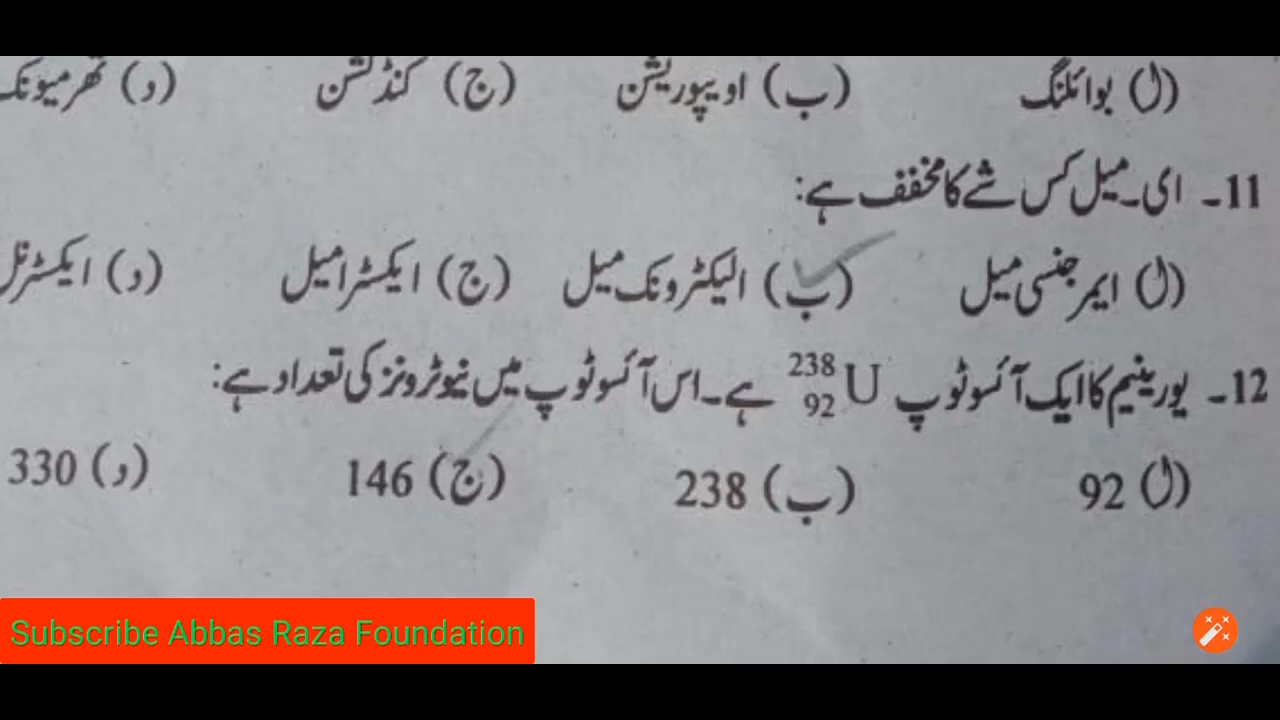 (ل) بوائلنگ (ب) اویپوریشن (ج) کنڈکشن (د) تھرمیونک
11۔ ای۔میل کس شے کا مخفف ہے:
(ل) ایمرجنسی میل (ب) الیکٹرونک میل (ج) ایکسٹرا میل (د) ایکسٹرنل
12۔ یورینیم کا ایک آئسوٹوپ ²³⁸₉₂U ہے۔ اس آئسوٹوپ میں نیوٹرونز کی تعداد ہے:
(ل) 92 (ب) 238 (ج) 146 (د) 330
Subscribe Abbas Raza Foundation